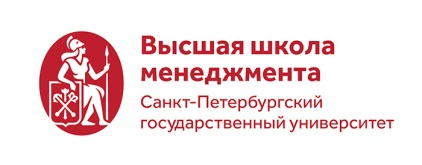 Высшая школа
менеджмента
Санкт-Петербургский
государственный университет